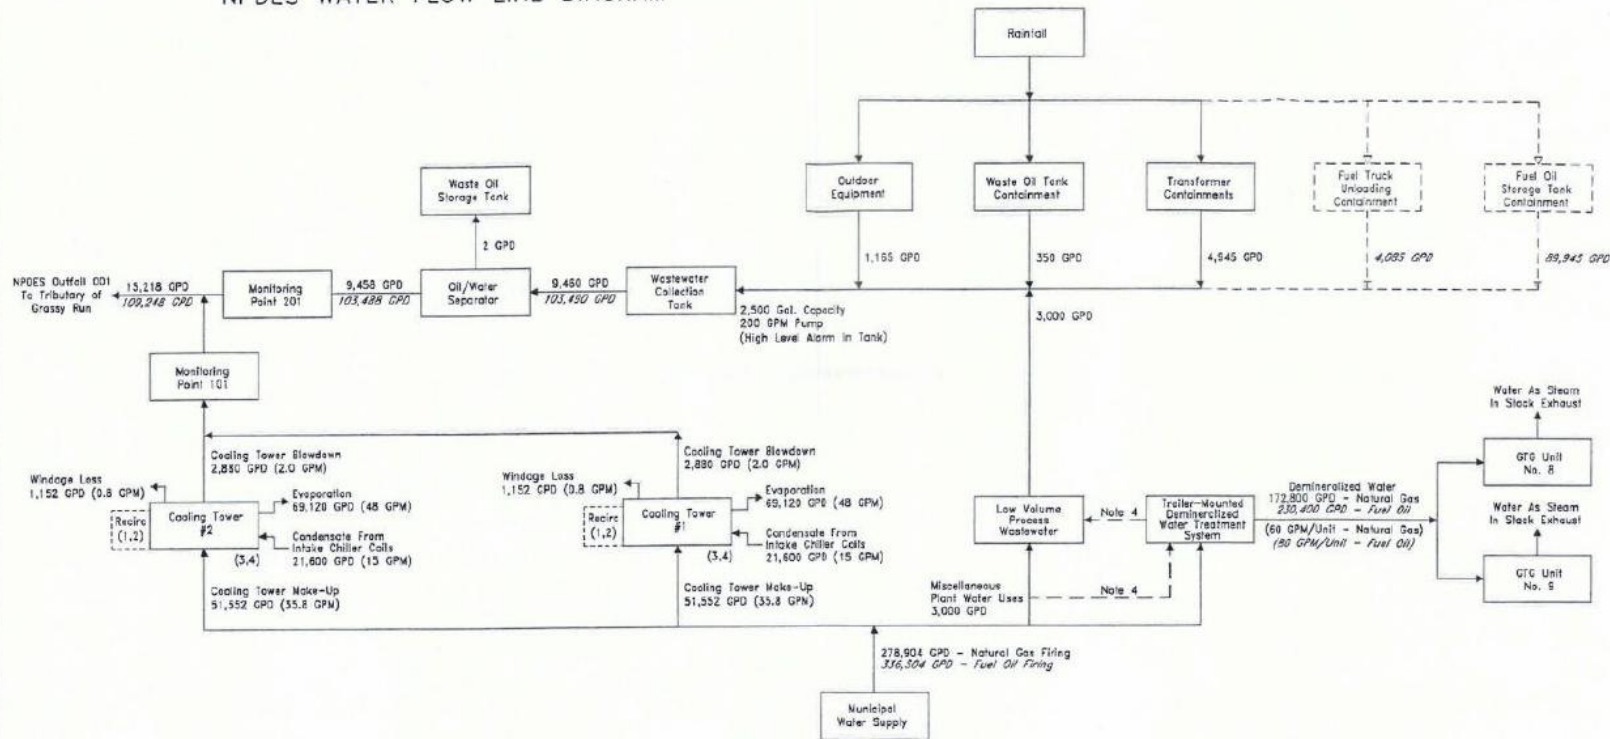 NPDES WATER FLOW LINE DIAGRAM
Rainfall
Outdoor
Equipment
Waste Oil Tank
Containment
Transformer
Containments
Fuel Truck
Unloading
Containment
Fuel Oil
Storage Tank
Containment
Waste Oil
Storage Tank
2 GPD
1,165 GPD
350 GPD
4,945 GPD
4,085 GPD
89,945 GPD
NPDES Outfall 001
To Tributary of
Grassy Run
15,218 GPD
109,248 GPD
Monitoring
Point 201
9,458 GPD
103,488 GPD
Oil/Water
Separator
9,460 GPD
103,490 GPD
Wastewater
Collection
Tank
2,500 Gal. Capacity
200 GPM Pump
(High Level Alarm in Tank)
3,000 GPD
Monitoring
Point 101
Cooling Tower Blowdown
2,880 GPD (2.0 GPM)
Windage Loss
1,152 GPD (0.8 GPM)
Evaporation
69,120 GPD (48 GPM)
Recirc
(1,2)
Cooling Tower
#2
Condensate From
Intake Chiller Coils
21,600 GPD (15 GPM)
(3,4)
Cooling Tower Make-Up
51,552 GPD (35.8 GPM)
Cooling Tower Blowdown
2,880 GPD (2.0 GPM)
Windage Loss
1,152 GPD (0.8 GPM)
Evaporation
69,120 GPD (48 GPM)
Recirc
(1,2)
Cooling Tower
#1
Condensate From
Intake Chiller Coils
21,600 GPD (15 GPM)
(3,4)
Cooling Tower Make-Up
51,552 GPD (35.8 GPM)
Low Volume
Process
Wastewater
Note 4
Trailer-Mounted
Demineralized
Water Treatment
System
Demineralized Water
172,800 GPD - Natural Gas
230,400 GPD - Fuel Oil
(60 GPM/Unit - Natural Gas)
(80 GPM/Unit - Fuel Oil)
Water As Steam
In Stack Exhaust
GTG Unit
No. 8
Water As Steam
In Stack Exhaust
GTG Unit
No. 9
Miscellaneous
Plant Water Uses
3,000 GPD
Note 4
278,904 GPD - Natural Gas Firing
336,504 GPD - Fuel Oil Firing
Municipal
Water Supply